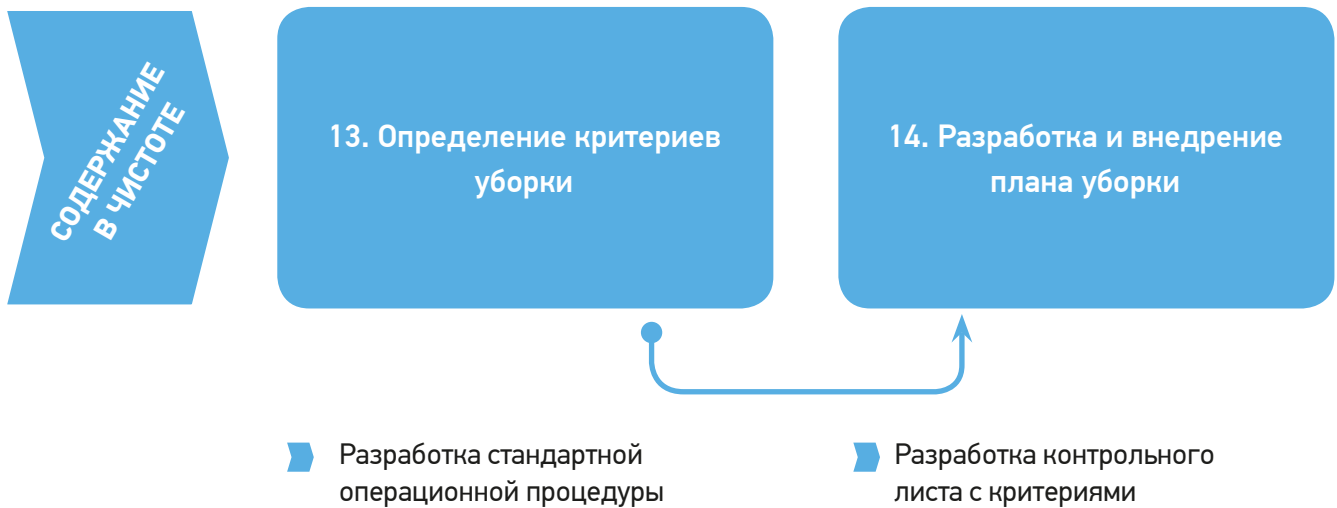 СОДЕРЖАНИЕ
В ЧИСТОТЕ
13. Определение критериев
уборки
14. Разработка и внедрение
плана уборки
Разработка стандартной
операционной процедуры
Разработка контрольного
листа с критериями